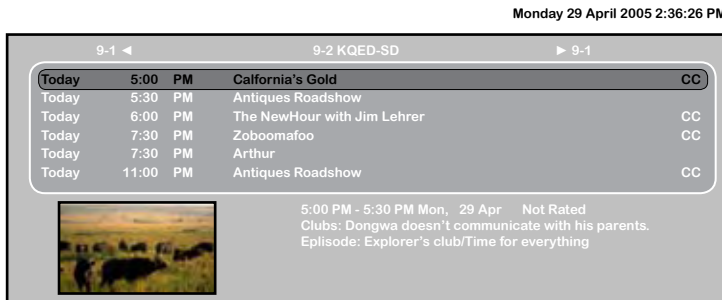 Monday 29 April 2005 2:36:26 PM
9-1 ◄ 9-2 KQED-SD ► 9-1
Today 5:00 PM Calfornia's Gold CC
Today 5:30 PM Antiques Roadshow
Today 6:00 PM The NewHour with Jim Lehrer CC
Today 7:30 PM Zoboomafoo CC
Today 7:30 PM Arthur
Today 11:00 PM Antiques Roadshow CC
5:00 PM - 5:30 PM Mon, 29 Apr Not Rated
Clubs: Dongwa doesn't communicate with his parents.
Eplisode: Explorer's club/Time for everything